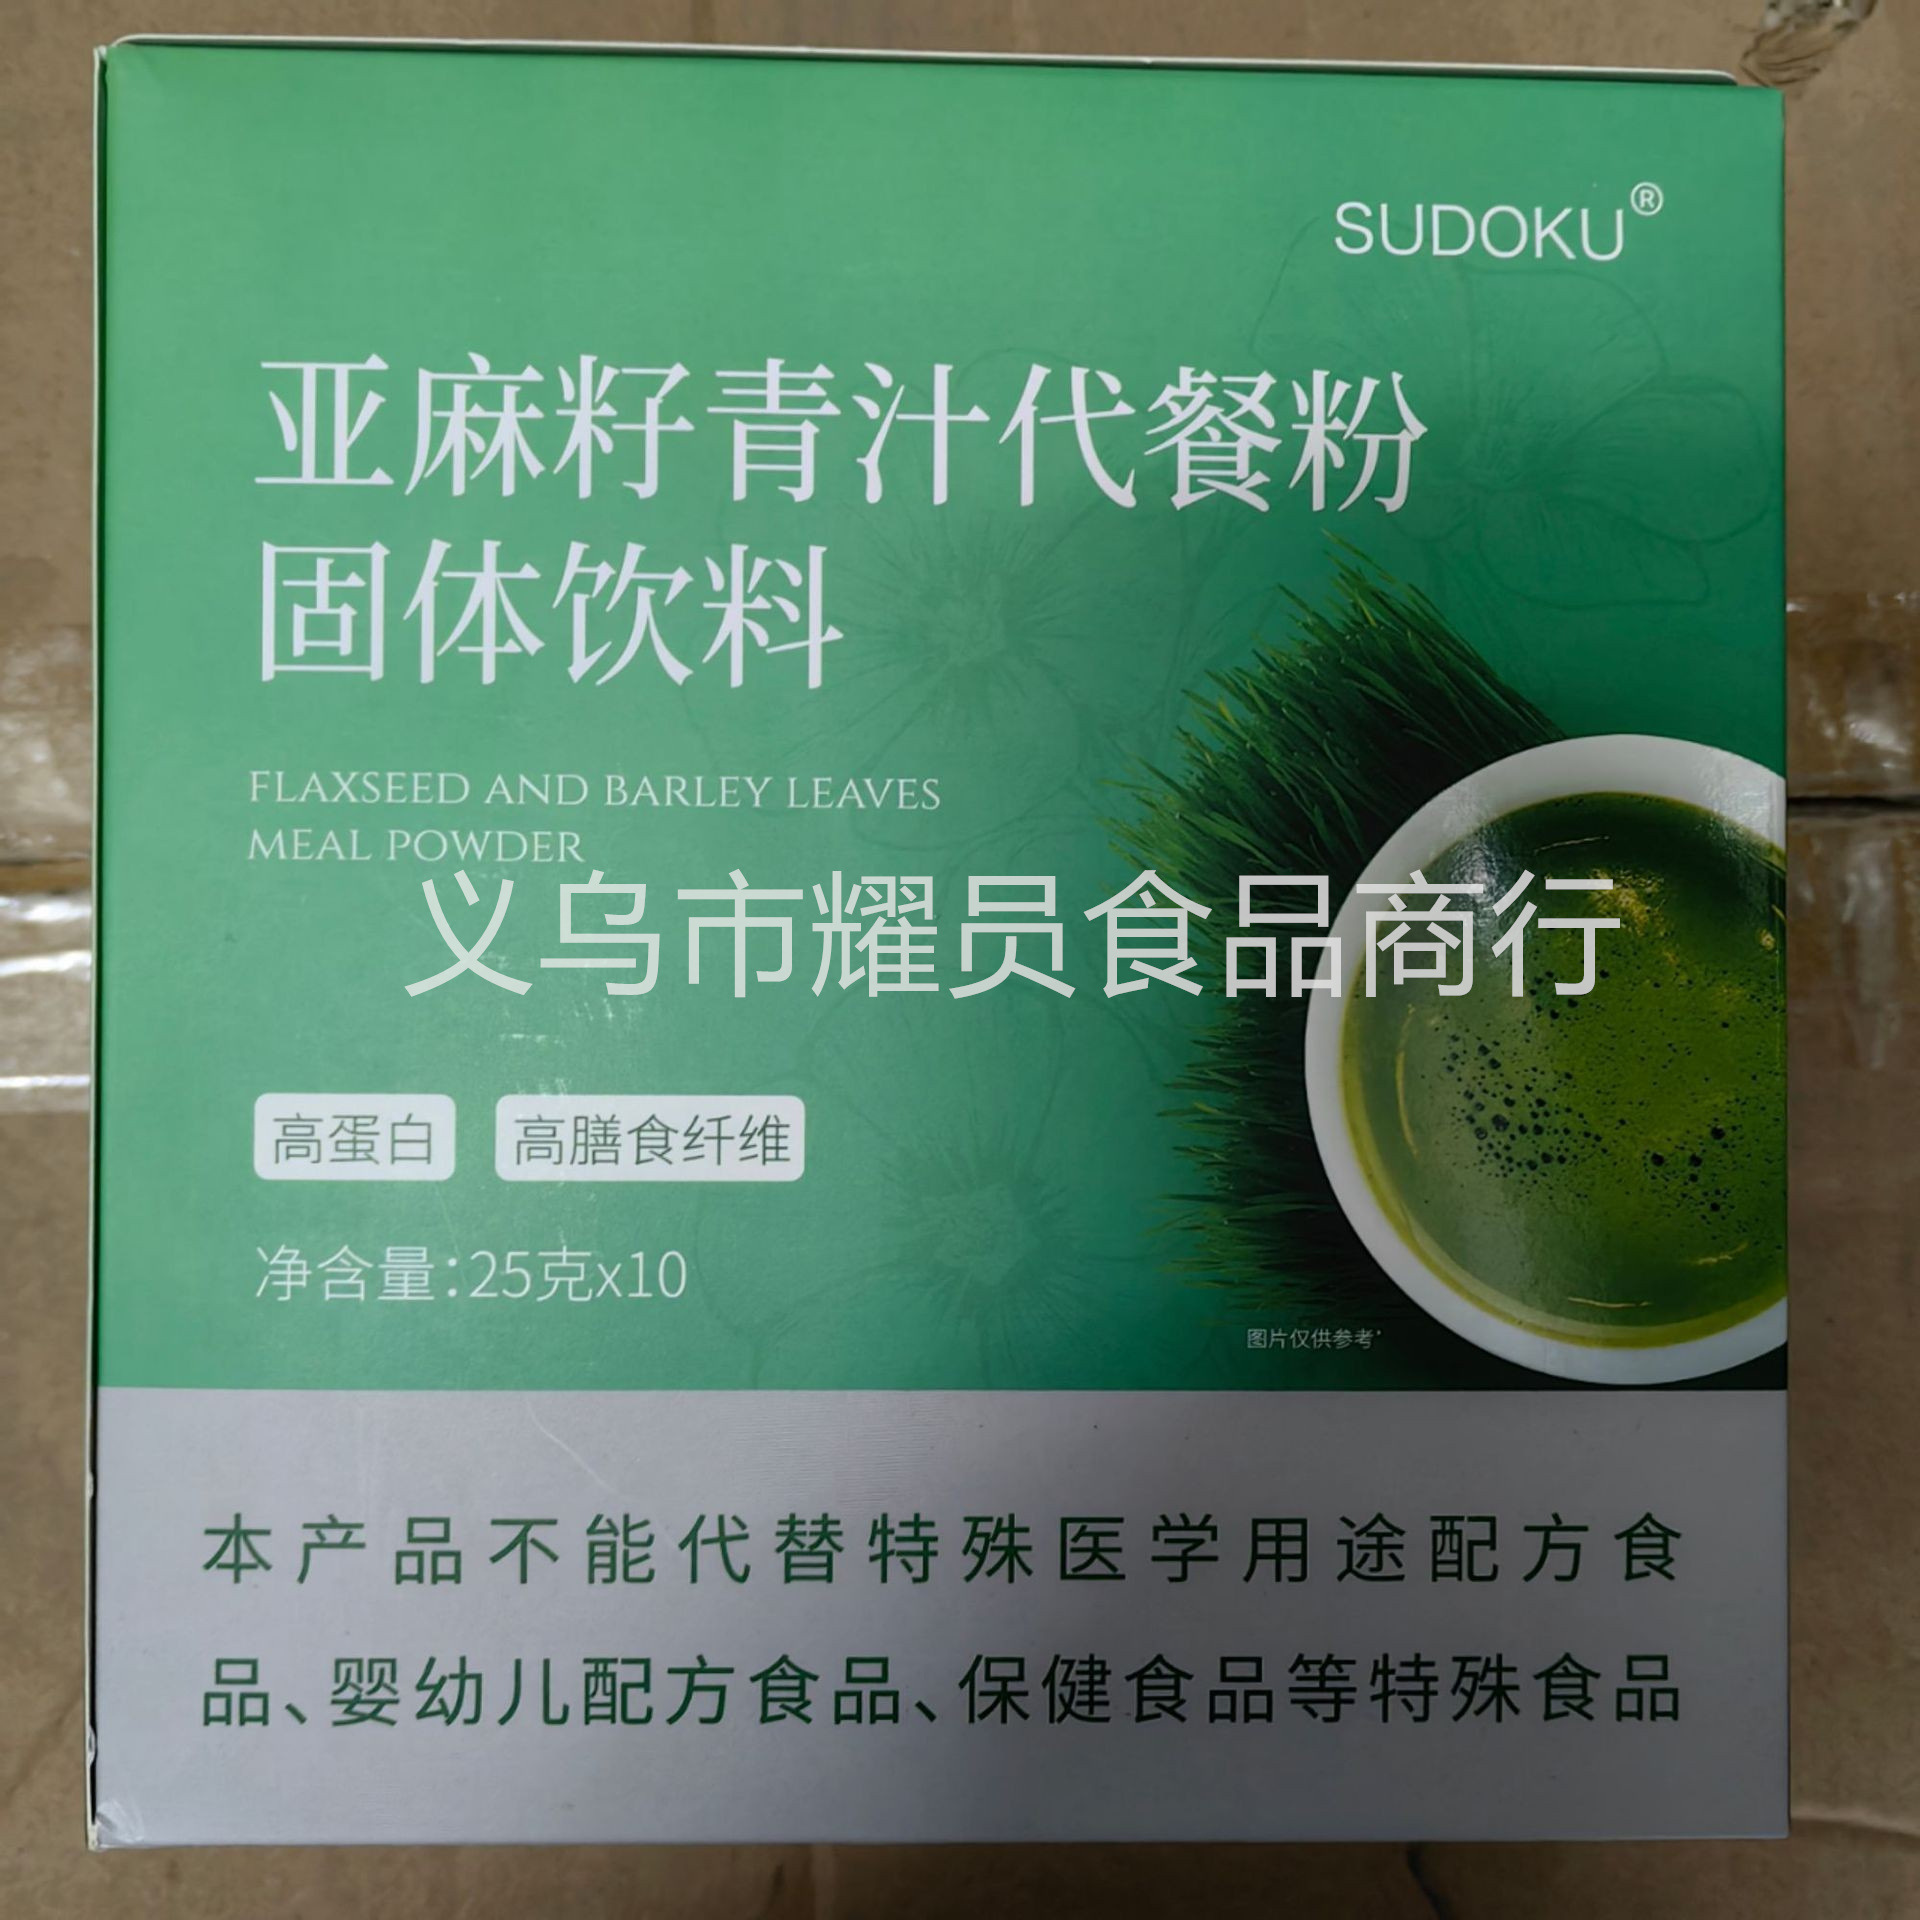 SUDOKU®
亚麻籽青汁代餐粉
固体饮料
FLAXSEED AND BARLEY LEAVES
MEAL POWDER
义乌市耀员食品商行
高蛋白 高膳食纤维
净含量：25克x10
图片仅供参考*
本产品不能代替特殊医学用途配方食
品、婴幼儿配方食品、保健食品等特殊食品